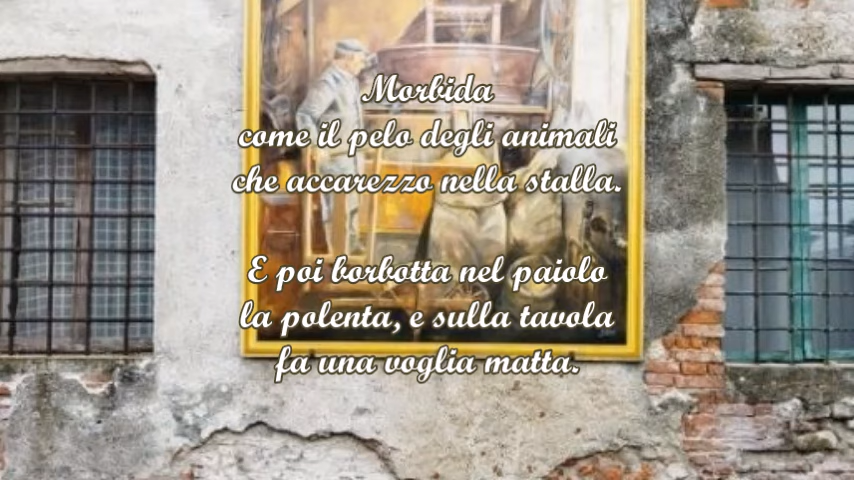 Morbida
come il pelo degli animali
che accarezzo nella stalla.
E poi borbotta nel paiolo
la polenta, e sulla tavola
fa una voglia matta.